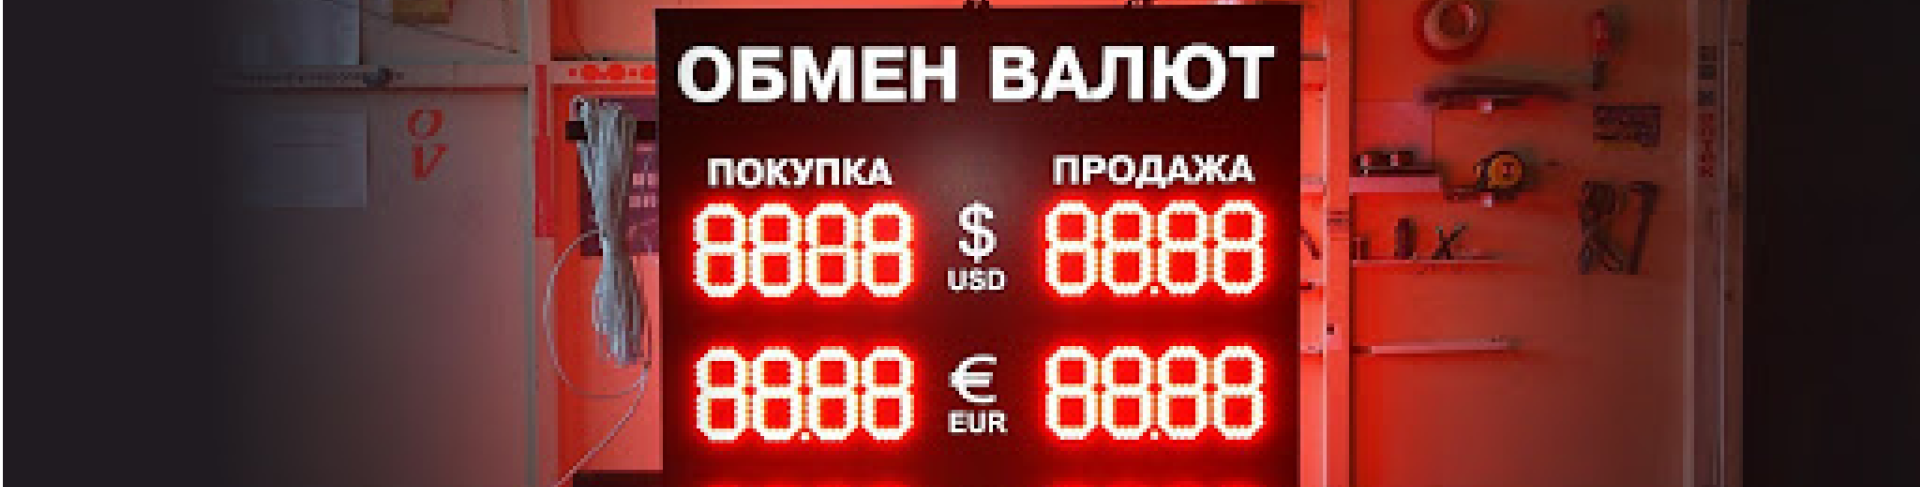 ОБМЕН ВАЛЮТ
ПОКУПКА ПРОДАЖА
8888 $ 88.88
USD
88.88 € 88.88
EUR
O
V